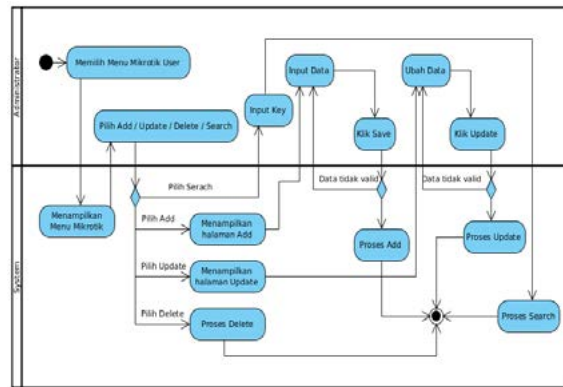 Administrator
Memilih Menu Mikrotik User
Input Data
Ubah Data
Input Key
Pilih Add / Update / Delete / Search
Klik Save
Klik Update
System
Pilih Serach
Data tidak valid
Data tidak valid
Menampilkan
Menu Mikrotik
Pilih Add
Menampilkan
halaman Add
Proses Add
Proses Update
Pilih Update
Menampilkan
halaman Update
Pilih Delete
Proses Delete
Proses Search